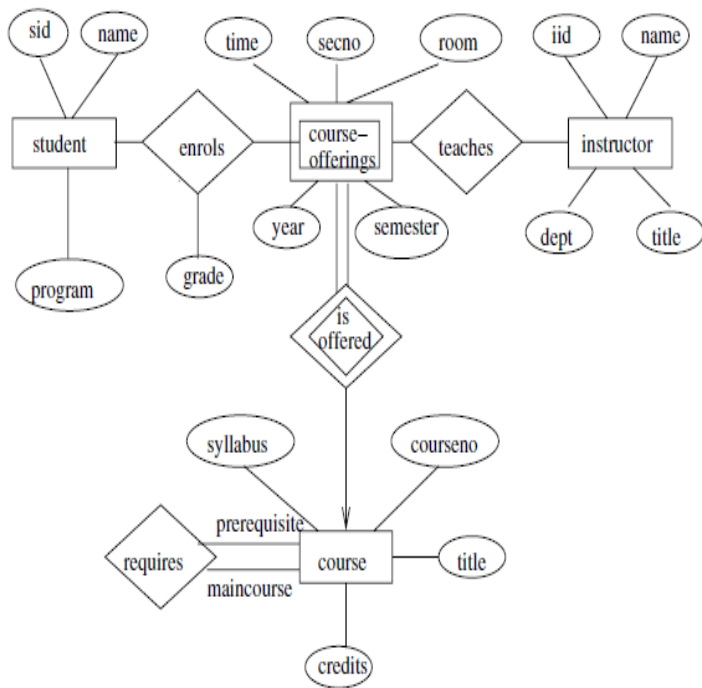 sid
name
time
secno
room
iid
name
student
enrols
course–
offerings
teaches
instructor
year
semester
dept
title
program
grade
is
offered
syllabus
courseno
prerequisite
requires
course
title
maincourse
credits